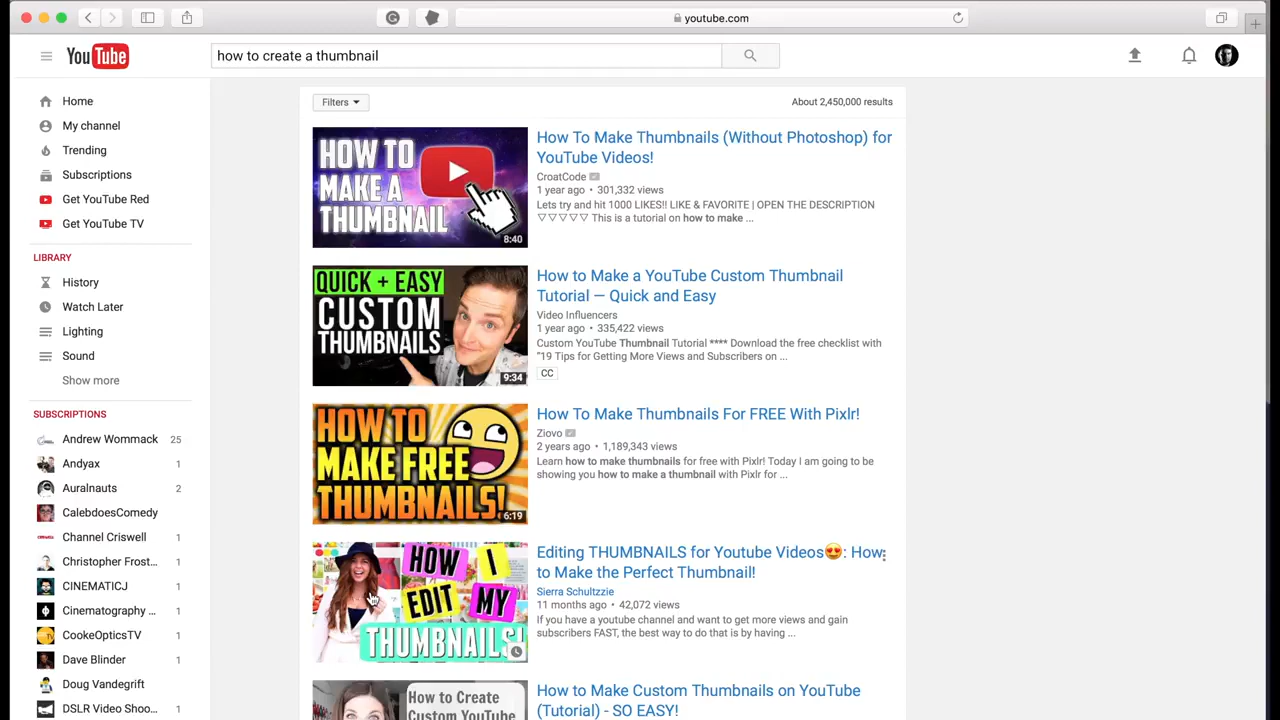 youtube.com
YouTube
how to create a thumbnail
Home
My channel
Trending
Subscriptions
Get YouTube Red
Get YouTube TV
LIBRARY
History
Watch Later
Lighting
Sound
Show more
SUBSCRIPTIONS
Andrew Wommack 25
Andyax 1
Auralnauts 2
CalebdoesComedy
Channel Criswell 1
Christopher Frost... 1
CINEMATICJ 1
Cinematography ... 1
CookeOpticsTV 1
Dave Blinder 1
Doug Vandegrift 1
DSLR Video Shoo... 1
Filters
About 2,450,000 results
HOW TO
MAKE A
THUMBNAIL
8:40
How To Make Thumbnails (Without Photoshop) for
YouTube Videos!
CroatCode
1 year ago • 301,332 views
Lets try and hit 1000 LIKES!! LIKE & FAVORITE | OPEN THE DESCRIPTION
▽▽▽▽▽ This is a tutorial on how to make ...
QUICK + EASY
CUSTOM
THUMBNAILS
9:34
How to Make a YouTube Custom Thumbnail
Tutorial — Quick and Easy
Video Influencers
1 year ago • 335,422 views
Custom YouTube Thumbnail Tutorial **** Download the free checklist with
"19 Tips for Getting More Views and Subscribers on ...
CC
HOW TO
MAKE FREE
THUMBNAILS!
6:19
How To Make Thumbnails For FREE With Pixlr!
Ziovo
2 years ago • 1,189,343 views
Learn how to make thumbnails for free with Pixlr! Today I am going to be
showing you how to make a thumbnail with Pixlr for ...
HOW I
EDIT MY
THUMBNAILS!
Editing THUMBNAILS for Youtube Videos😍: How
to Make the Perfect Thumbnail!
Sierra Schultzzie
11 months ago • 42,072 views
If you have a youtube channel and want to get more views and gain
subscribers FAST, the best way to do that is by having ...
How to Create
Custom YouTube
How to Make Custom Thumbnails on YouTube
(Tutorial) - SO EASY!